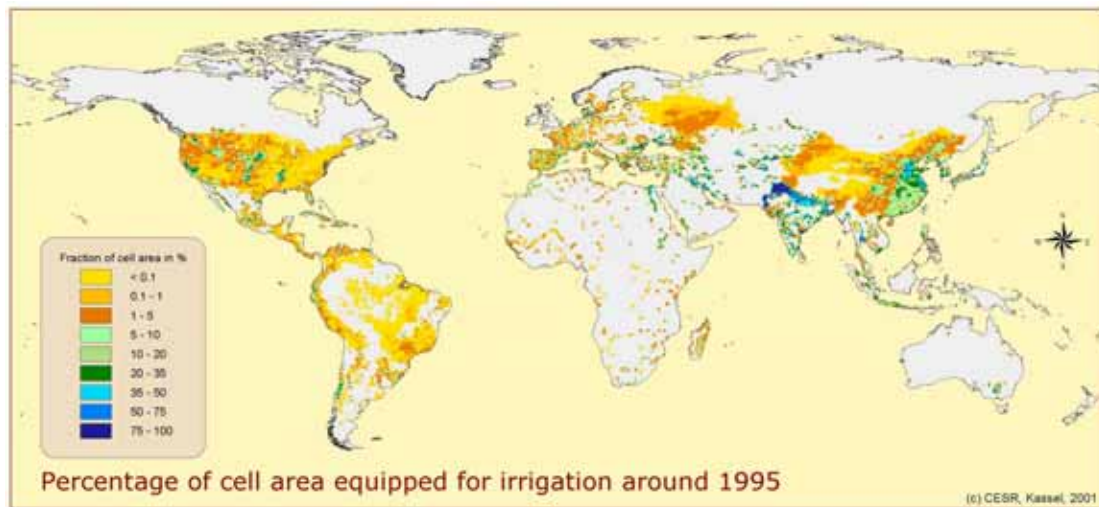 Fraction of cell area in %
< 0.1
0.1 - 1
1 - 5
5 - 10
10 - 20
20 - 35
35 - 50
50 - 75
75 - 100
Percentage of cell area equipped for irrigation around 1995
(c) CESR, Kassel, 2001